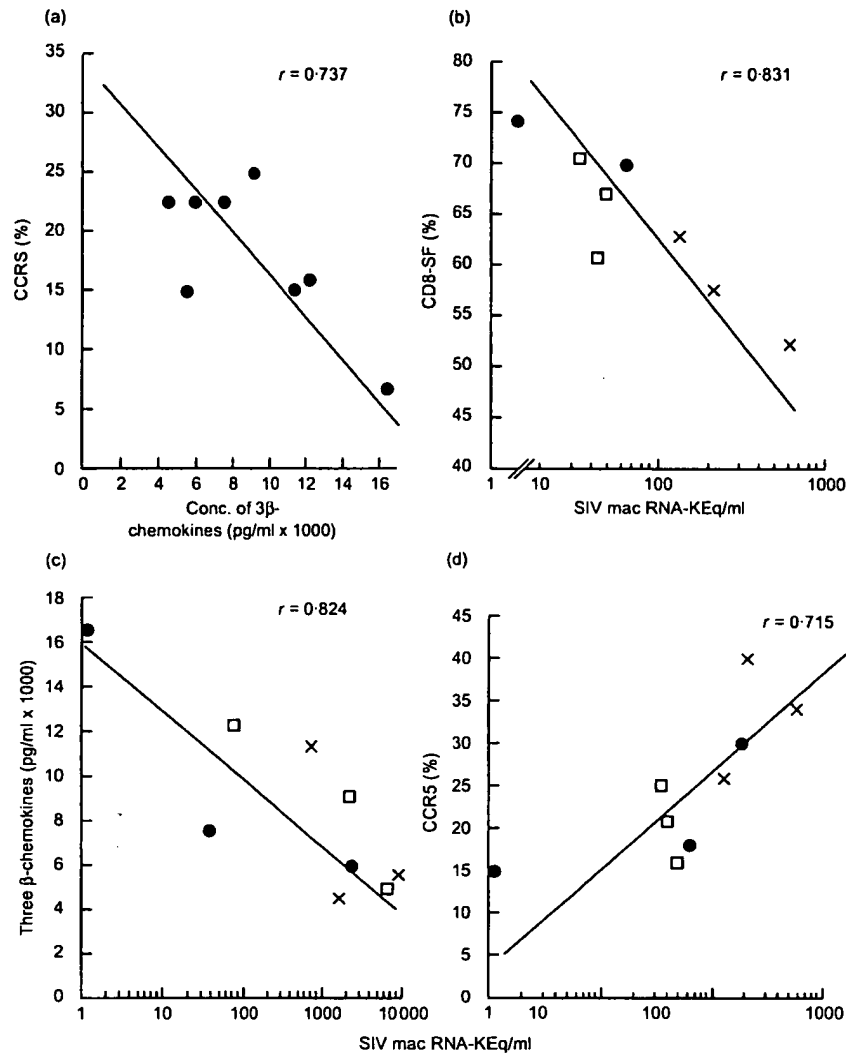 (a)
r = 0·737
CCRS (%)
35
30
25
20
15
10
5
0
0 2 4 6 8 10 12 14 16
Conc. of 3β-
chemokines (pg/ml x 1000)
(b)
r = 0·831
CD8-SF (%)
80
75
70
65
60
55
50
45
40
1 10 100 1000
SIV mac RNA-KEq/ml
(c)
r = 0·824
Three β-chemokines (pg/ml x 1000)
18
16
14
12
10
8
6
4
2
0
1 10 100 1000 10000
SIV mac RNA-KEq/ml
(d)
r = 0·715
CCR5 (%)
45
40
35
30
25
20
15
10
5
0
1 100 1000